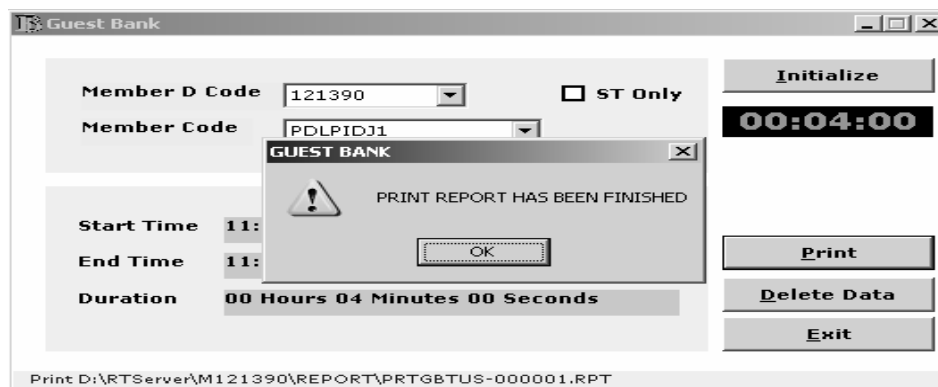 Guest Bank
Initialize
Member D Code 121390 ST Only
00:04:00
Member Code PDLPIDJ1
GUEST BANK
PRINT REPORT HAS BEEN FINISHED
Start Time 11:
OK
Print
End Time 11:
Delete Data
Duration 00 Hours 04 Minutes 00 Seconds
Exit
Print D:\RTServer\M121390\REPORT\PRTGBTUS-000001.RPT